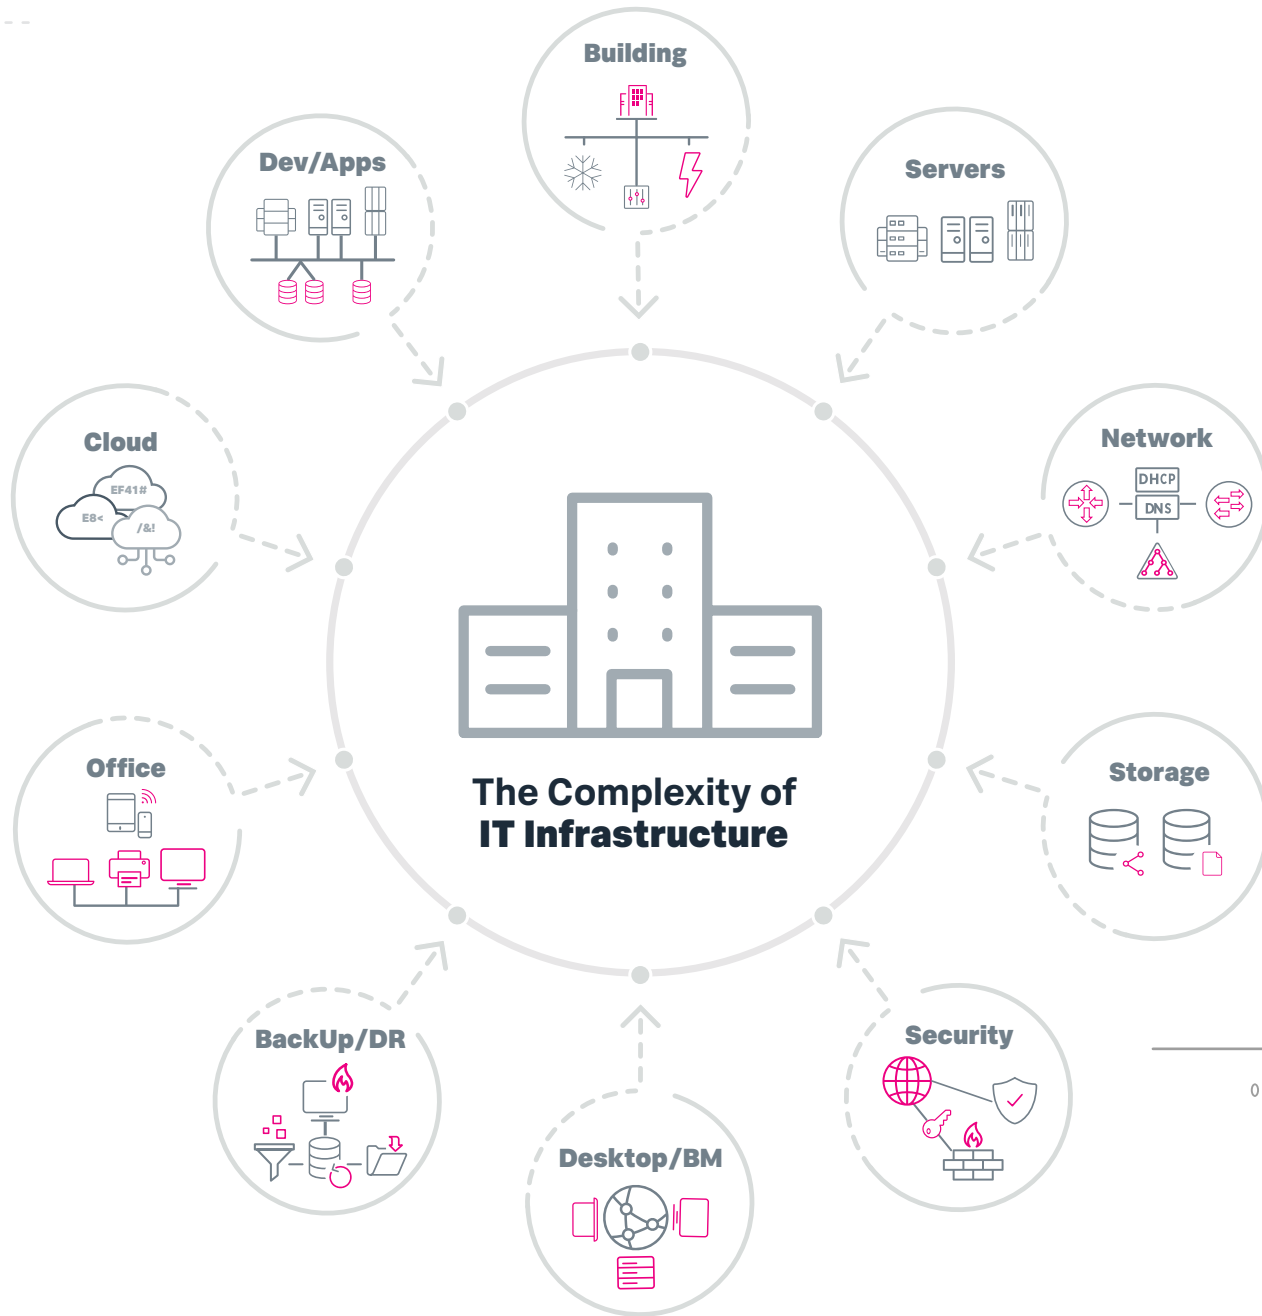 Building
Dev/Apps
Servers
Cloud
EF41#
E8<
/&!
Network
DHCP
DNS
Office
Storage
The Complexity of
IT Infrastructure
BackUp/DR
Security
Desktop/BM
0